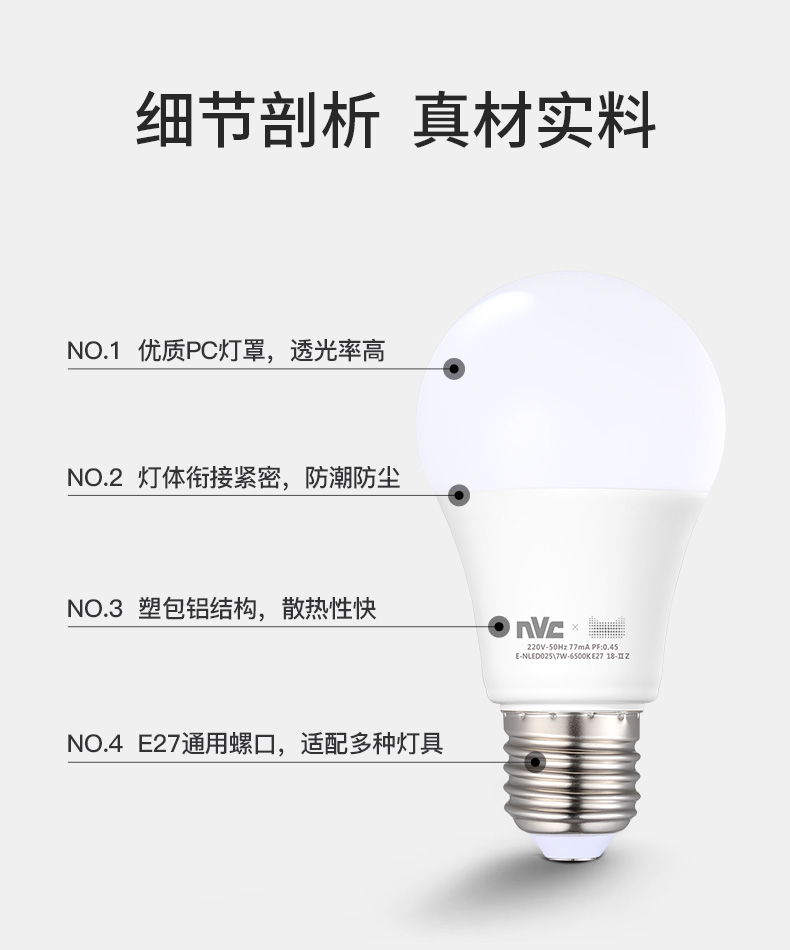 细节剖析 真材实料
NO.1 优质PC灯罩，透光率高
NO.2 灯体衔接紧密，防潮防尘
NO.3 塑包铝结构，散热性快
nVc ×
220V-50Hz 77mA PF:0.45
E-NLED025\7W-6500K E27 18-ⅡZ
NO.4 E27通用螺口，适配多种灯具